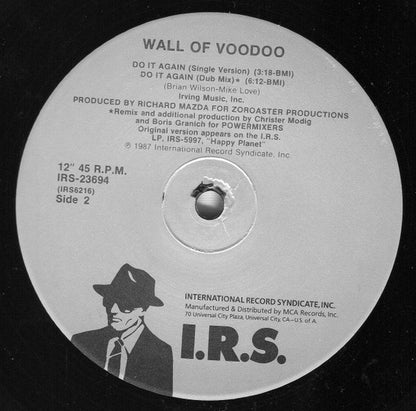 WALL OF VOODOO
DO IT AGAIN (Single Version) (3:18-BMI)
DO IT AGAIN (Dub Mix)* (6:12-BMI)
(Brian Wilson-Mike Love)
Irving Music, Inc.
PRODUCED BY RICHARD MAZDA FOR ZOROASTER PRODUCTIONS
*Remix and additional production by Christer Modig
and Boris Granich for POWERMIXERS
Original version appears on the I.R.S.
LP, IRS-5997, "Happy Planet"
℗ 1987 International Record Syndicate, Inc.
12" 45 R.P.M.
IRS-23694
(IRS6216)
Side 2
INTERNATIONAL RECORD SYNDICATE, INC.
Manufactured & Distributed by MCA Records, Inc.
70 Universal City Plaza, Universal City, CA-U.S. of A.
I.R.S.